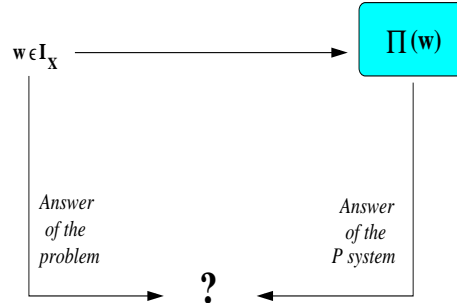 w ϵ I_X
∏ (w)
Answer
of the
problem
Answer
of the
P system
?